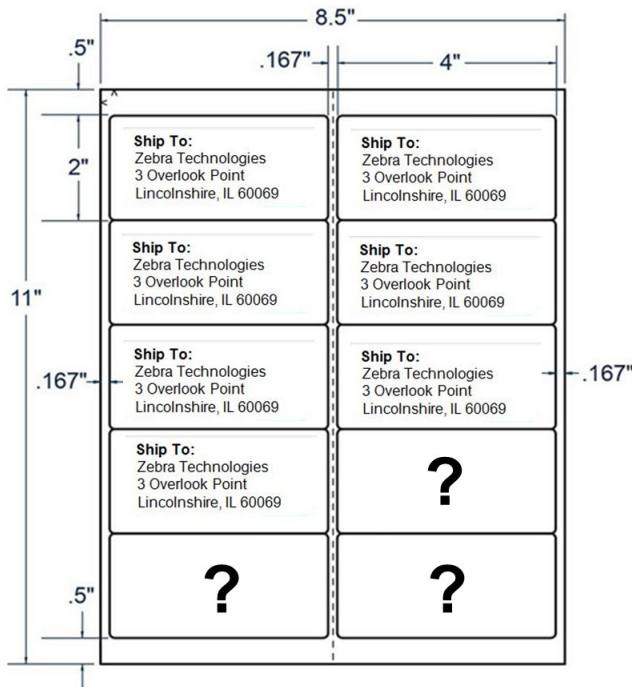 8.5"
.5"
.167"
4"
2"
11"
Ship To:
Zebra Technologies
3 Overlook Point
Lincolnshire, IL 60069
Ship To:
Zebra Technologies
3 Overlook Point
Lincolnshire, IL 60069
Ship To:
Zebra Technologies
3 Overlook Point
Lincolnshire, IL 60069
Ship To:
Zebra Technologies
3 Overlook Point
Lincolnshire, IL 60069
.167"
Ship To:
Zebra Technologies
3 Overlook Point
Lincolnshire, IL 60069
Ship To:
Zebra Technologies
3 Overlook Point
Lincolnshire, IL 60069
.167"
Ship To:
Zebra Technologies
3 Overlook Point
Lincolnshire, IL 60069
?
.5"
?
?